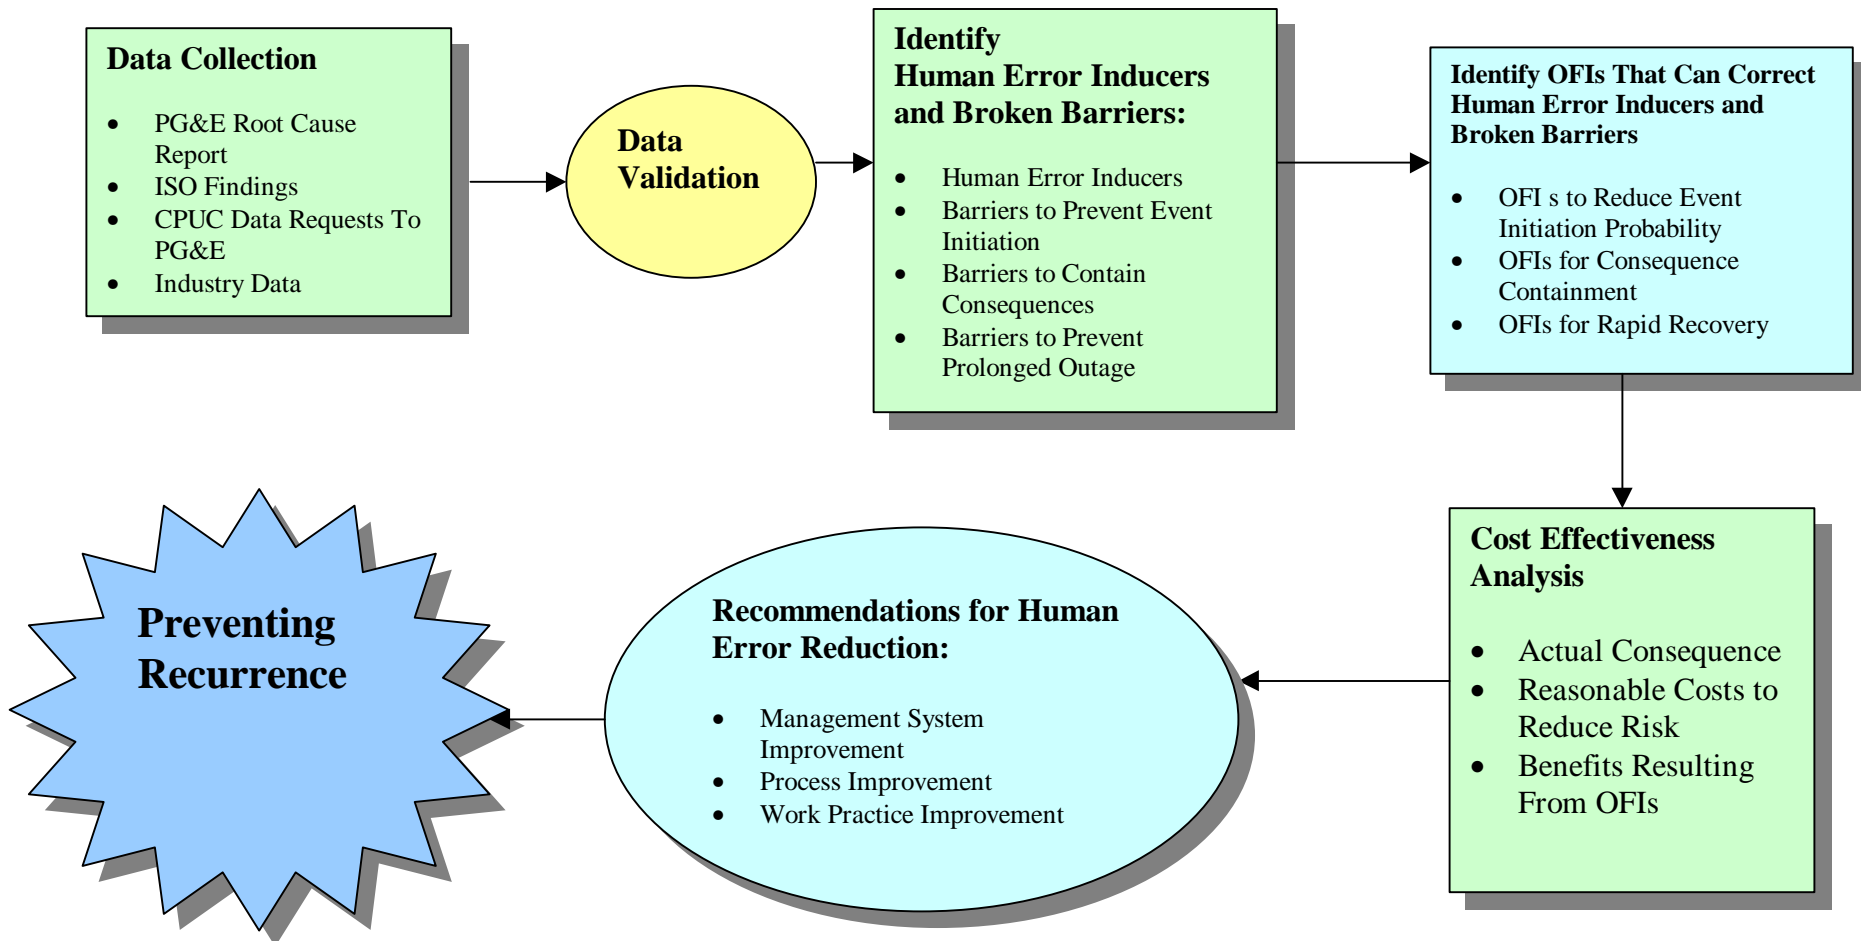 Data Collection
• PG&E Root Cause
Report
• ISO Findings
• CPUC Data Requests To
PG&E
• Industry Data
Data
Validation
Identify
Human Error Inducers
and Broken Barriers:
• Human Error Inducers
• Barriers to Prevent Event
Initiation
• Barriers to Contain
Consequences
• Barriers to Prevent
Prolonged Outage
Identify OFIs That Can Correct
Human Error Inducers and
Broken Barriers
• OFI s to Reduce Event
Initiation Probability
• OFIs for Consequence
Containment
• OFIs for Rapid Recovery
Cost Effectiveness
Analysis
• Actual Consequence
• Reasonable Costs to
Reduce Risk
• Benefits Resulting
From OFIs
Recommendations for Human
Error Reduction:
• Management System
Improvement
• Process Improvement
• Work Practice Improvement
Preventing
Recurrence